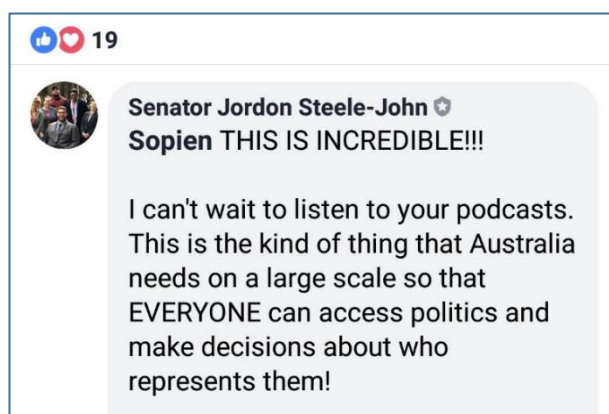 19
Senator Jordon Steele-John
Sopien THIS IS INCREDIBLE!!!
I can't wait to listen to your podcasts.
This is the kind of thing that Australia
needs on a large scale so that
EVERYONE can access politics and
make decisions about who
represents them!